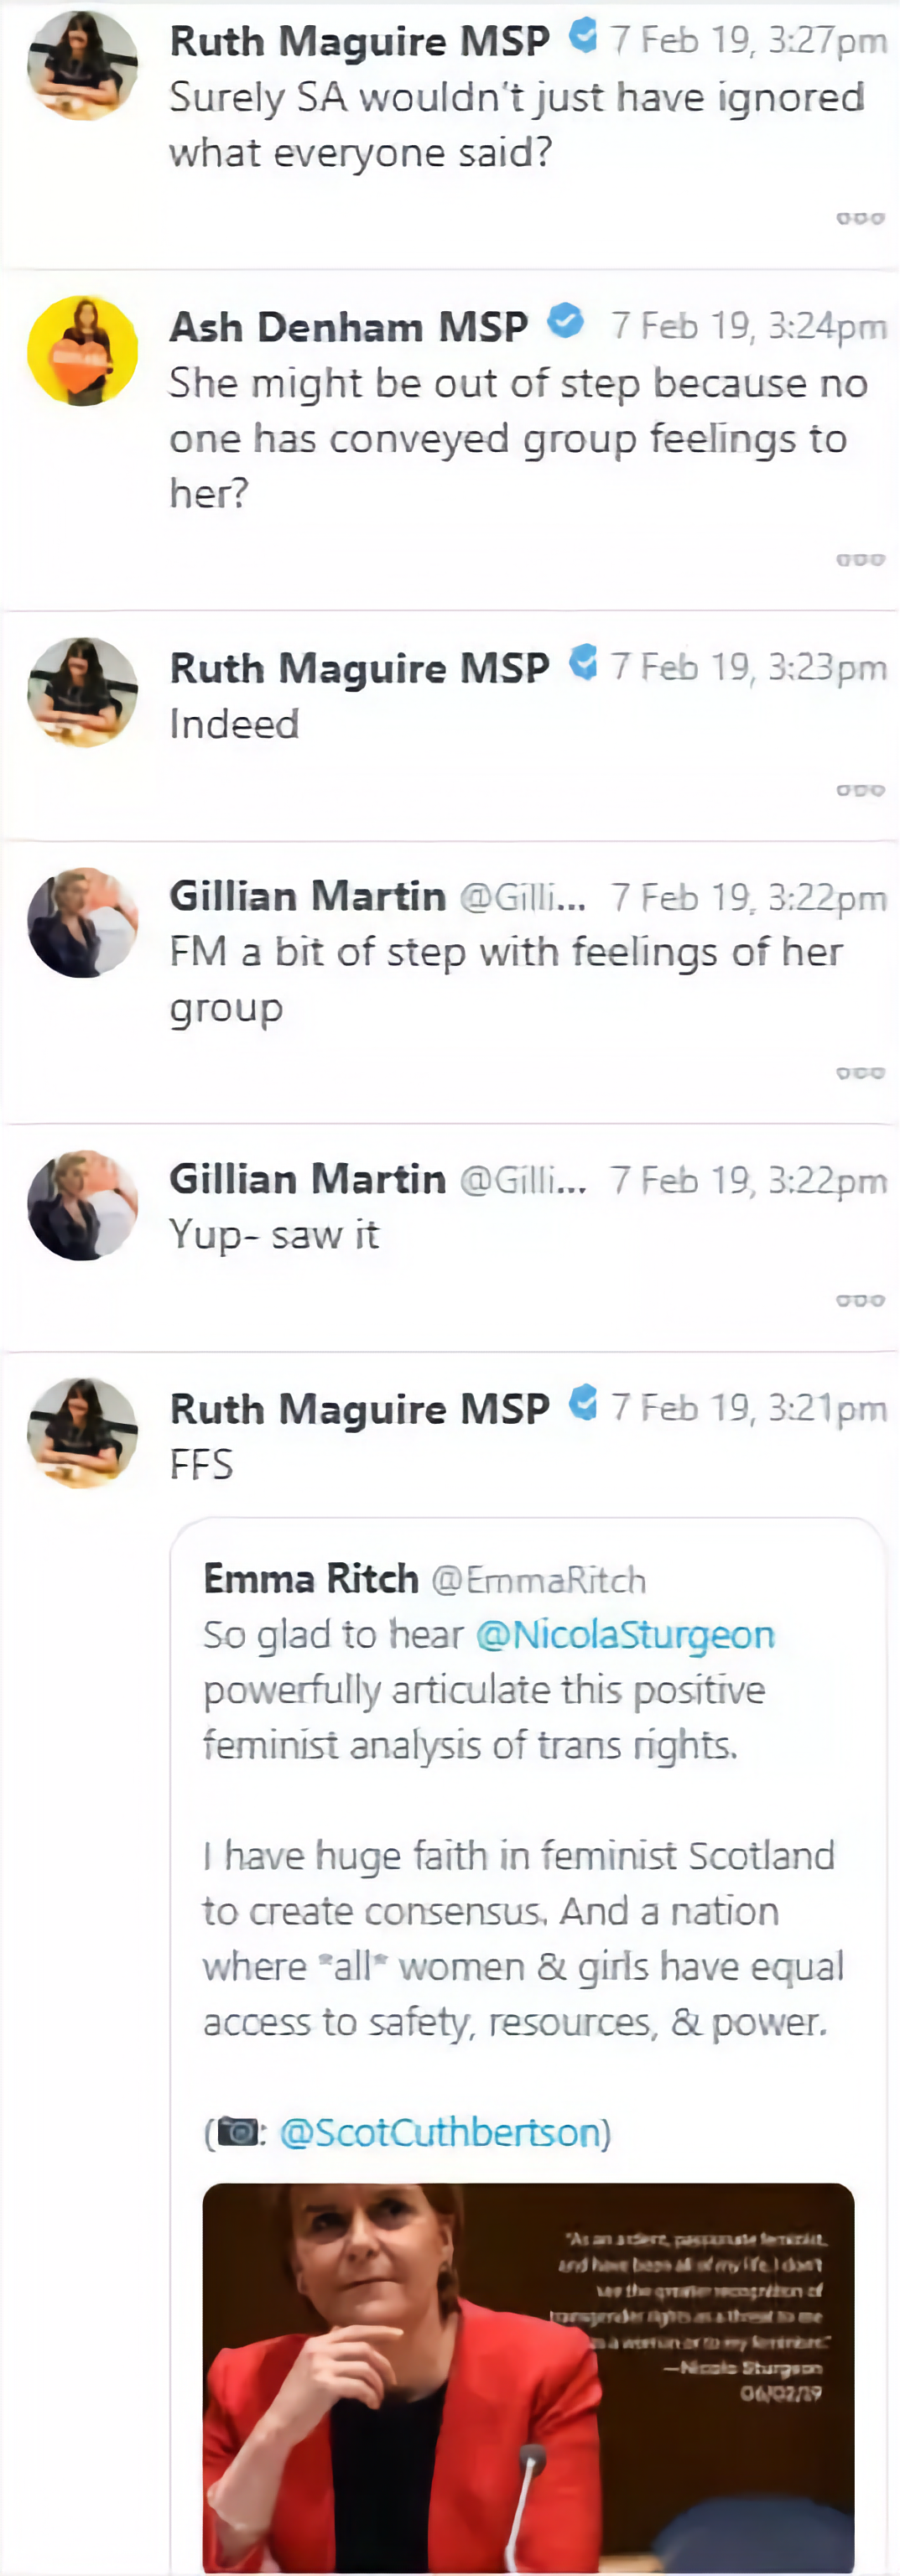 Ruth Maguire MSP 7 Feb 19, 3:27pm
Surely SA wouldn't just have ignored
what everyone said?
Ash Denham MSP 7 Feb 19, 3:24pm
She might be out of step because no
one has conveyed group feelings to
her?
Ruth Maguire MSP 7 Feb 19, 3:23pm
Indeed
Gillian Martin @Gilli... 7 Feb 19, 3:22pm
FM a bit of step with feelings of her
group
Gillian Martin @Gilli... 7 Feb 19, 3:22pm
Yup- saw it
Ruth Maguire MSP 7 Feb 19, 3:21pm
FFS
Emma Ritch @EmmaRitch
So glad to hear @NicolaSturgeon
powerfully articulate this positive
feminist analysis of trans rights.
I have huge faith in feminist Scotland
to create consensus. And a nation
where *all* women & girls have equal
access to safety, resources, & power.
(📷: @ScotCuthbertson)
"As an ardent, passionate feminist,
and have been all of my life, I don't
see the greater recognition of
transgender rights as a threat to me
as a woman or to my feminism."
—Nicola Sturgeon
06/02/19